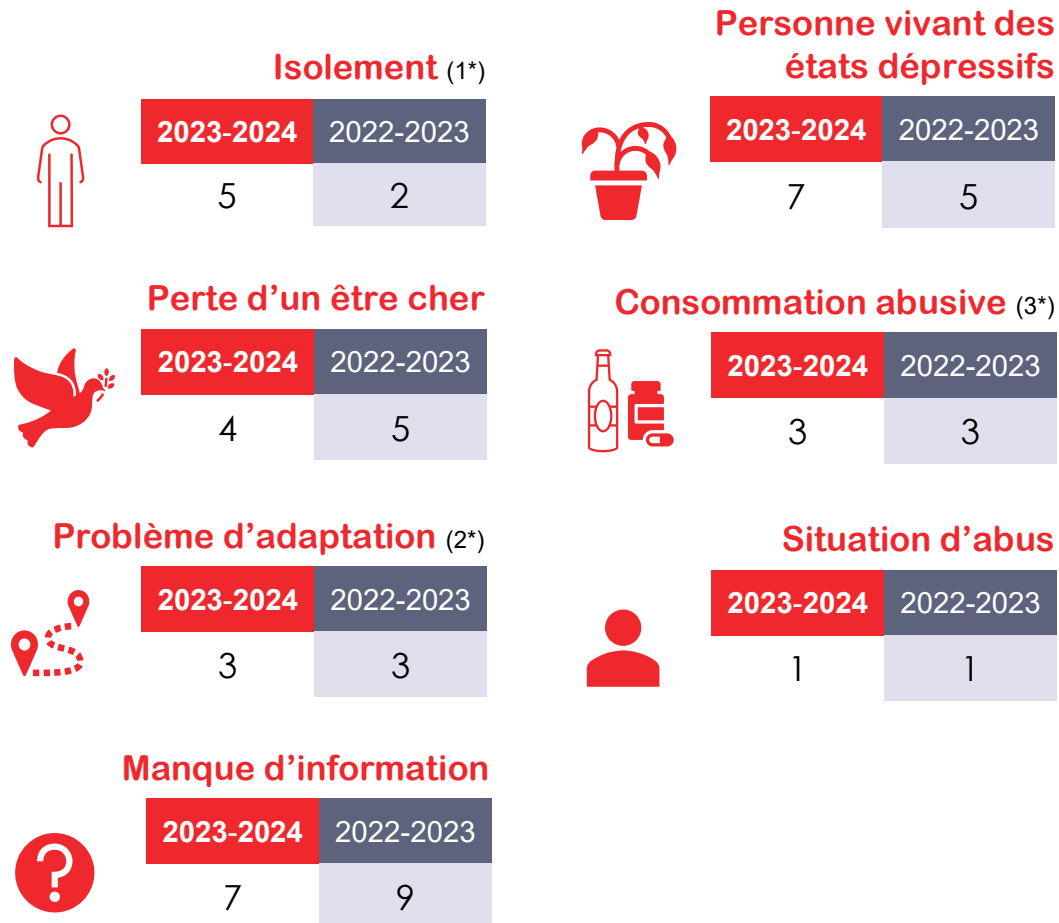 Isolement (1*)
2023-2024 2022-2023
5 2
Perte d’un être cher
2023-2024 2022-2023
4 5
Problème d’adaptation (2*)
2023-2024 2022-2023
3 3
Manque d’information
2023-2024 2022-2023
7 9
Personne vivant des
états dépressifs
2023-2024 2022-2023
7 5
Consommation abusive (3*)
2023-2024 2022-2023
3 3
Situation d’abus
2023-2024 2022-2023
1 1
?